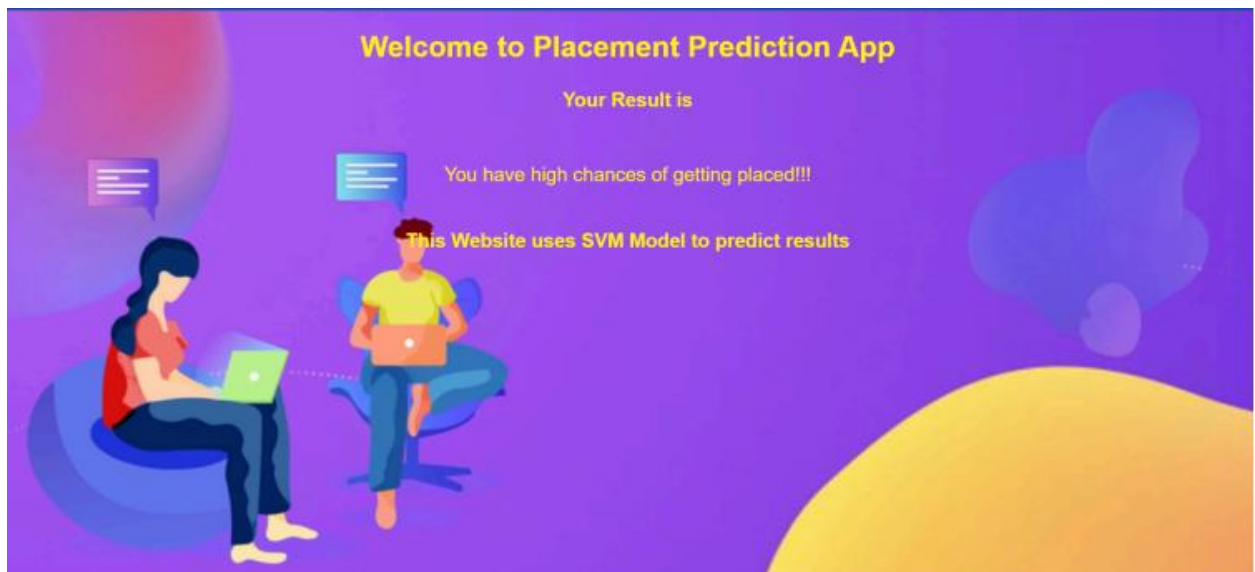 Welcome to Placement Prediction App
Your Result is
You have high chances of getting placed!!!
This Website uses SVM Model to predict results